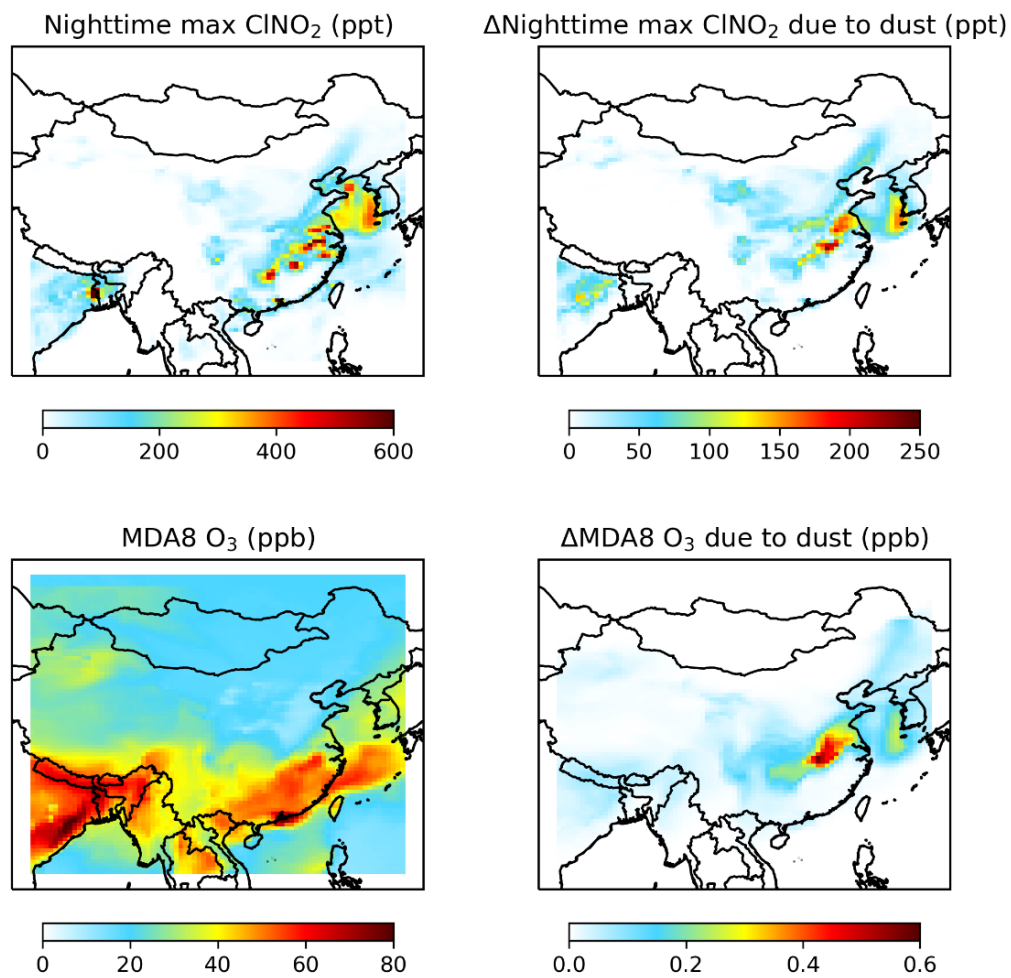 Nighttime max ClNO₂ (ppt)
ΔNighttime max ClNO₂ due to dust (ppt)
0 200 400 600
0 50 100 150 200 250
MDA8 O₃ (ppb)
ΔMDA8 O₃ due to dust (ppb)
0 20 40 60 80
0.0 0.2 0.4 0.6